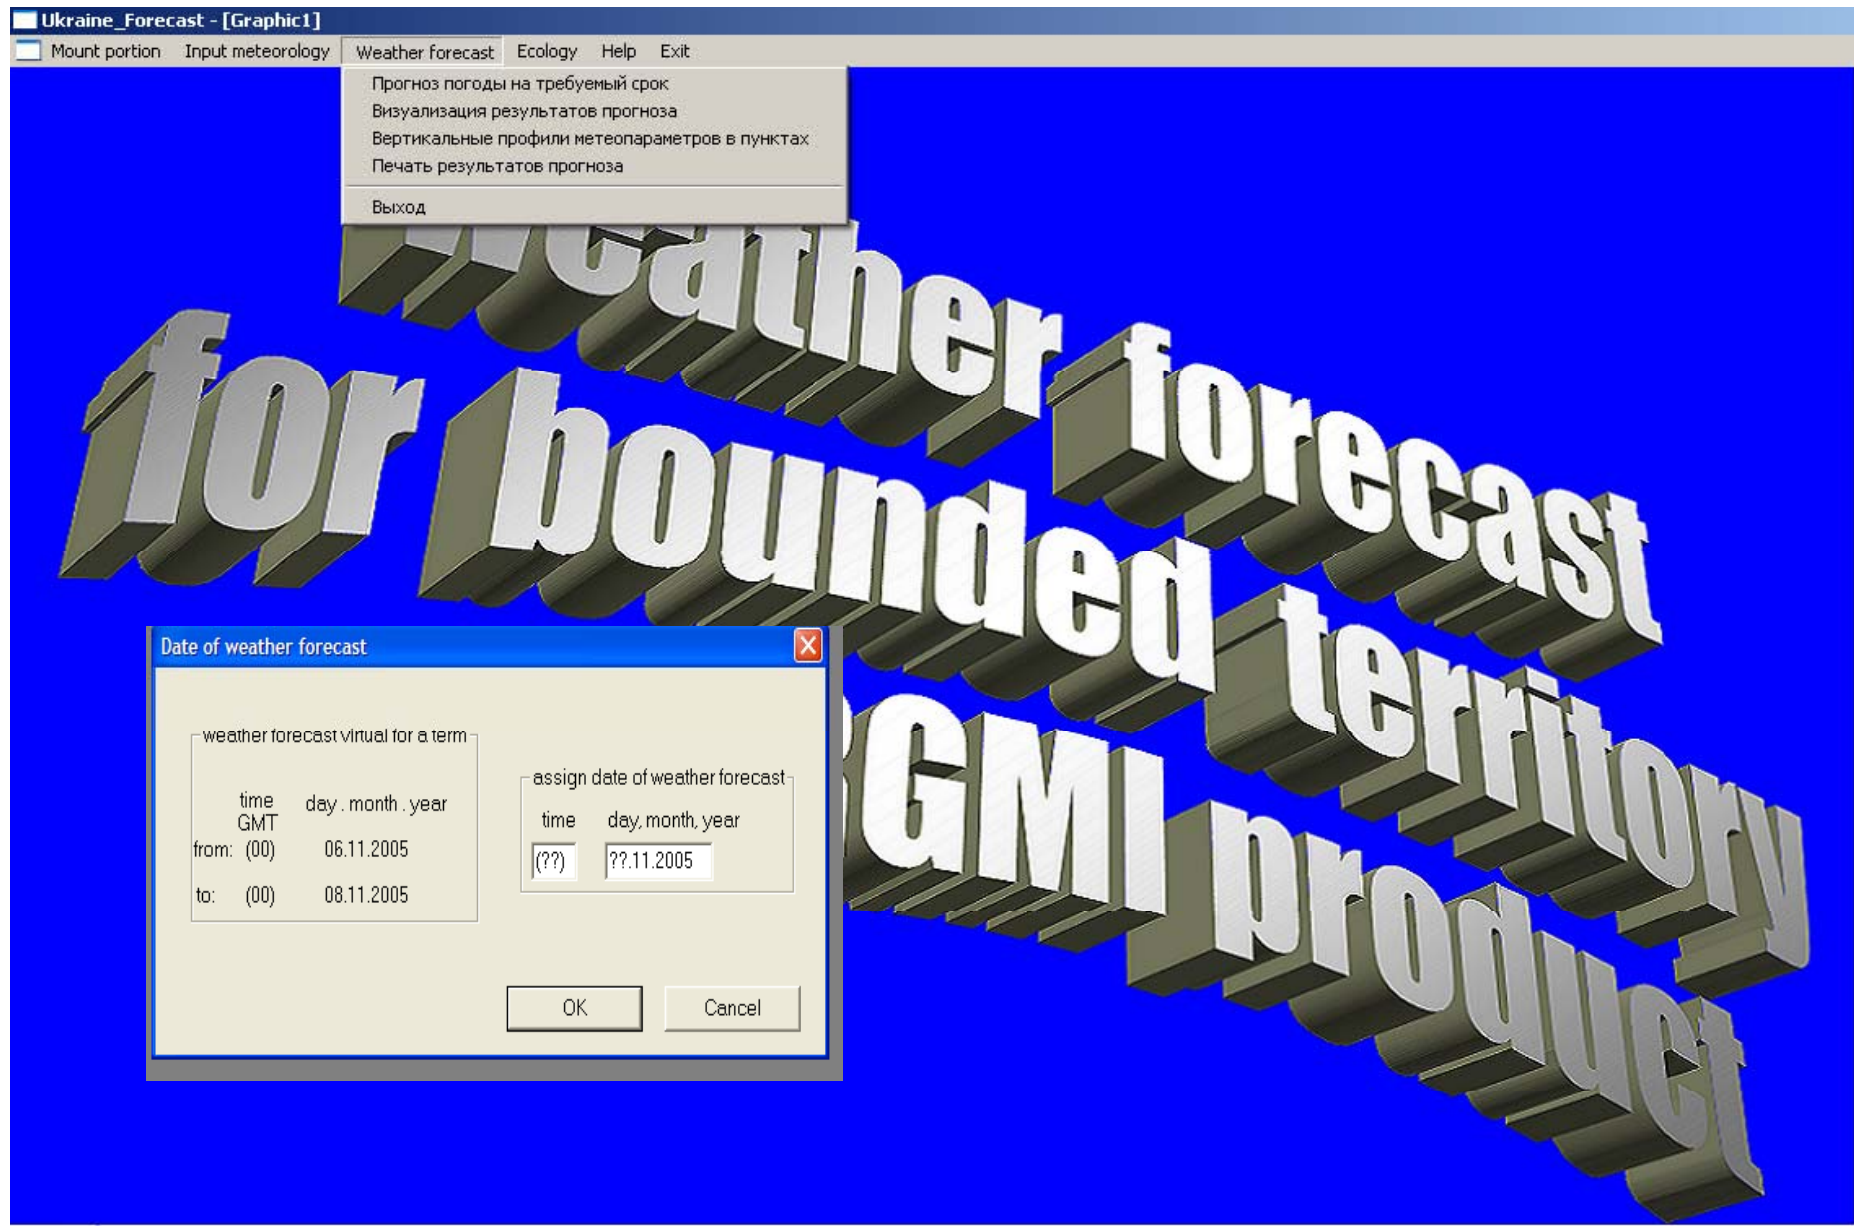 Ukraine_Forecast - [Graphic1]
Mount portion Input meteorology Weather forecast Ecology Help Exit
Прогноз погоды на требуемый срок
Визуализация результатов прогноза
Вертикальные профили метеопараметров в пунктах
Печать результатов прогноза
Выход
Weather forecast
for bounded territory
product
Date of weather forecast
weather forecast virtual for a term
time day . month . year
GMT
from: (00) 06.11.2005
to: (00) 08.11.2005
assign date of weather forecast
time day, month, year
(??) ??.11.2005
OK Cancel